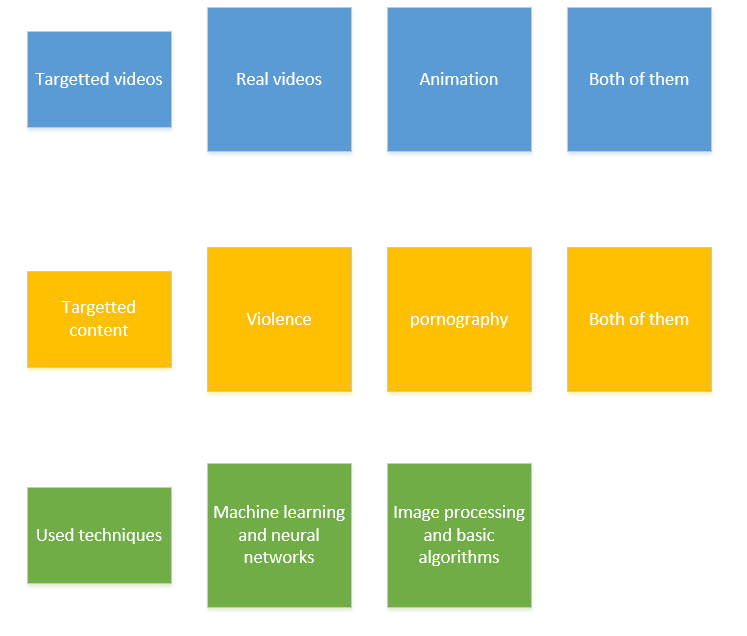 Targetted videos
Real videos
Animation
Both of them
Targetted
content
Violence
pornography
Both of them
Used techniques
Machine learning
and neural
networks
Image processing
and basic
algorithms